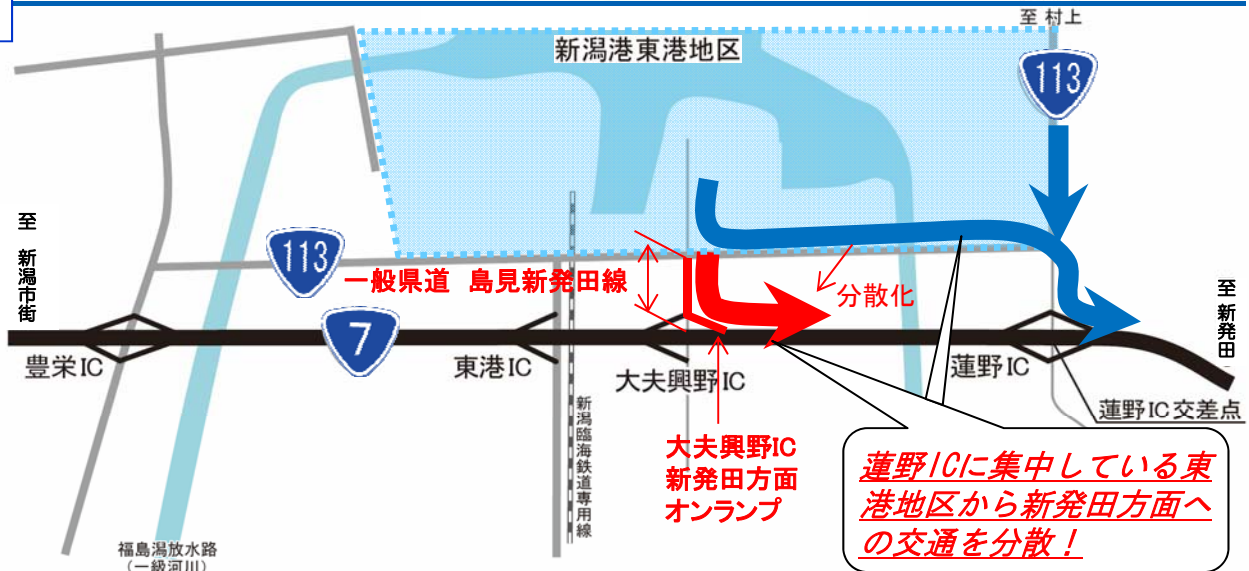 至 村上
新潟港東港地区
113
至 新潟市街
113
一般県道 島見新発田線
分散化
至 新発田
7
豊栄IC
東港IC
大夫興野IC
蓮野IC
蓮野IC交差点
新潟臨海鉄道専用線
大夫興野IC
新発田方面
オンランプ
蓮野ICに集中している東
港地区から新発田方面へ
の交通を分散！
福島潟放水路
（一級河川）